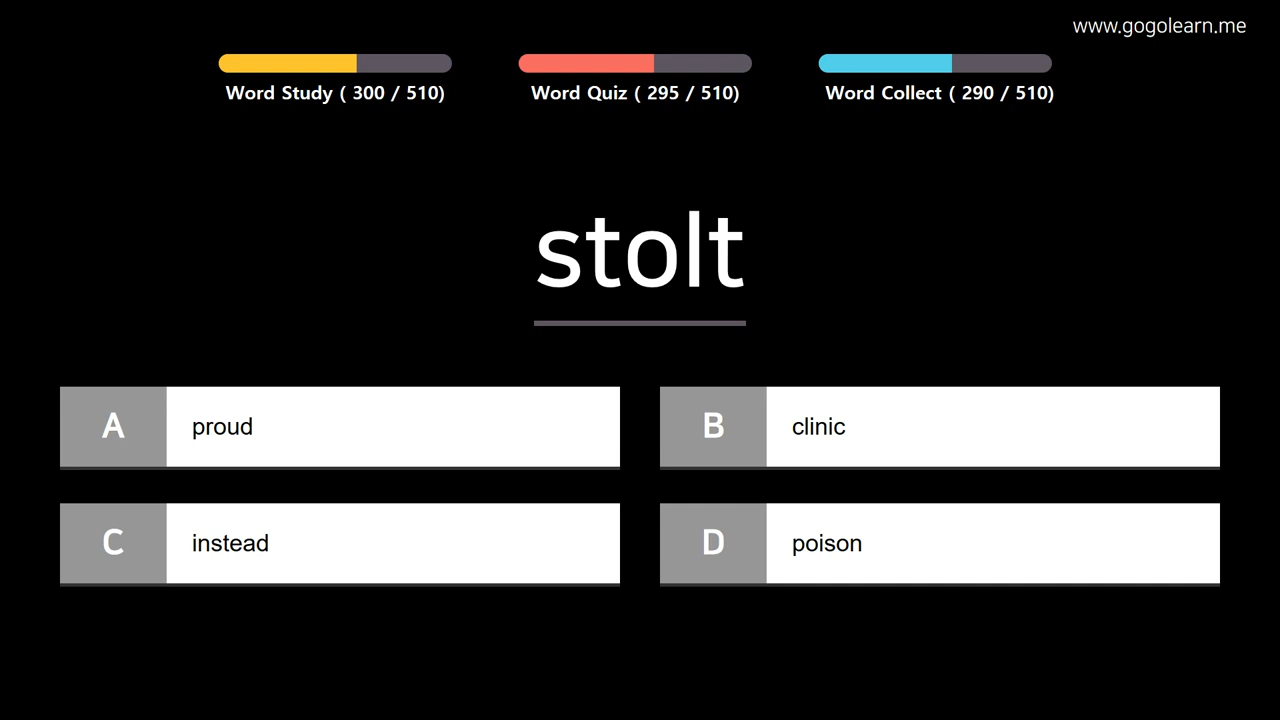 www.gogolearn.me
Word Study ( 300 / 510)
Word Quiz ( 295 / 510)
Word Collect ( 290 / 510)
stolt
A proud
B clinic
C instead
D poison